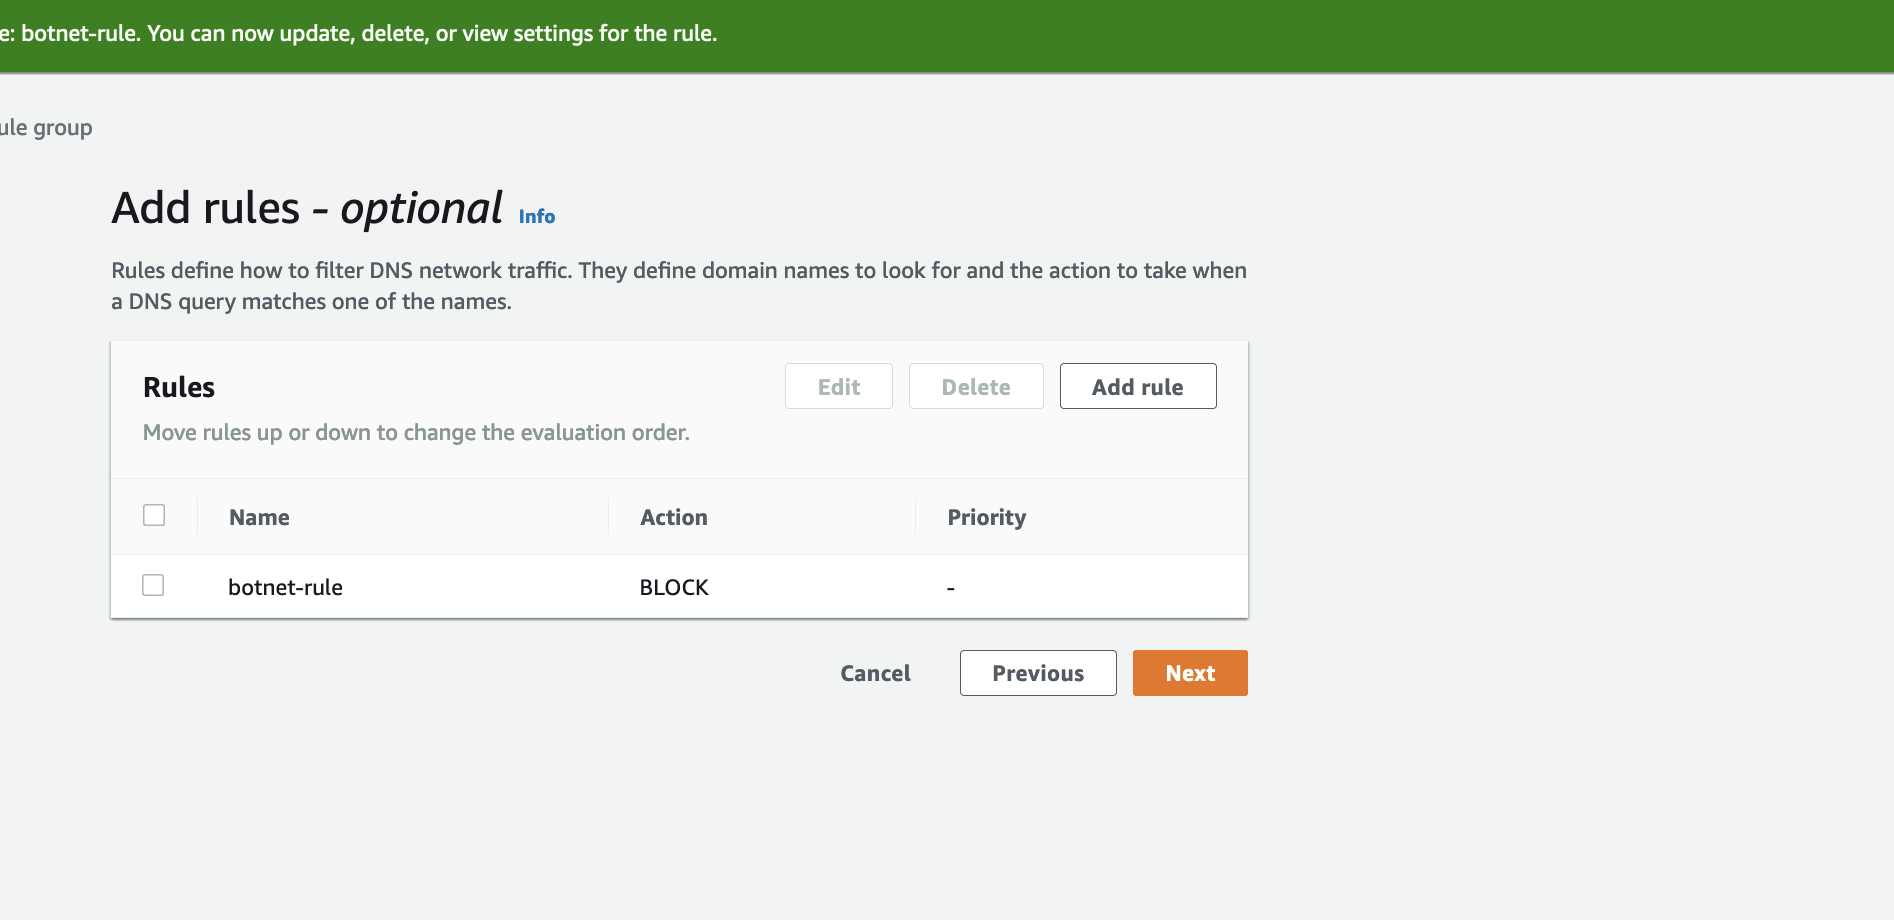 e: botnet-rule. You can now update, delete, or view settings for the rule.
ule group
Add rules - optional Info
Rules define how to filter DNS network traffic. They define domain names to look for and the action to take when
a DNS query matches one of the names.
Rules Edit Delete Add rule
Move rules up or down to change the evaluation order.
Name Action Priority
botnet-rule BLOCK -
Cancel Previous Next